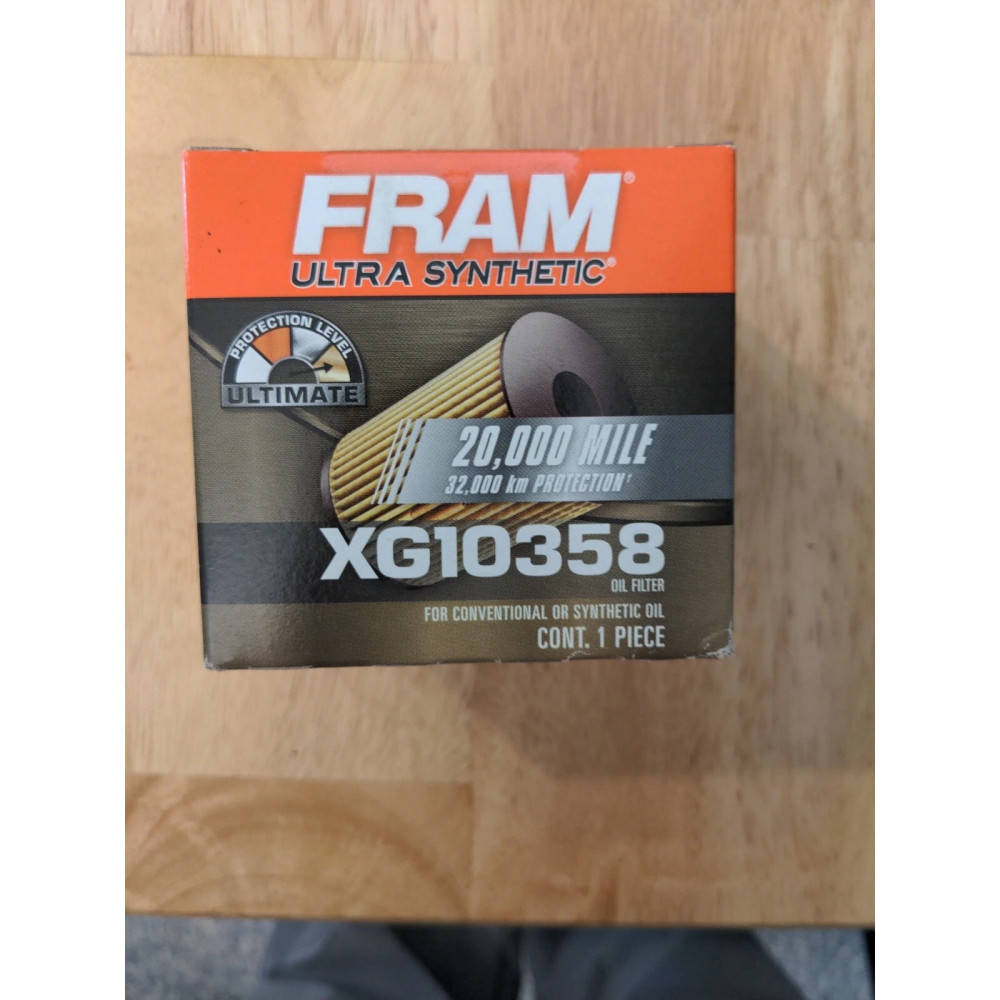 FRAM®
ULTRA SYNTHETIC®
PROTECTION LEVEL
ULTIMATE
20,000 MILE
32,000 km PROTECTION†
XG10358
OIL FILTER
FOR CONVENTIONAL OR SYNTHETIC OIL
CONT. 1 PIECE